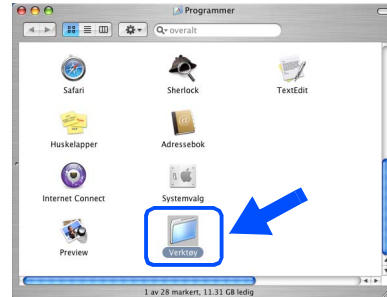 Programmer
overalt
Safari
Sherlock
TextEdit
Huskelapper
Adressebok
Internet Connect
Systemvalg
Preview
Verktøy
1 av 28 markert, 11.31 GB ledig